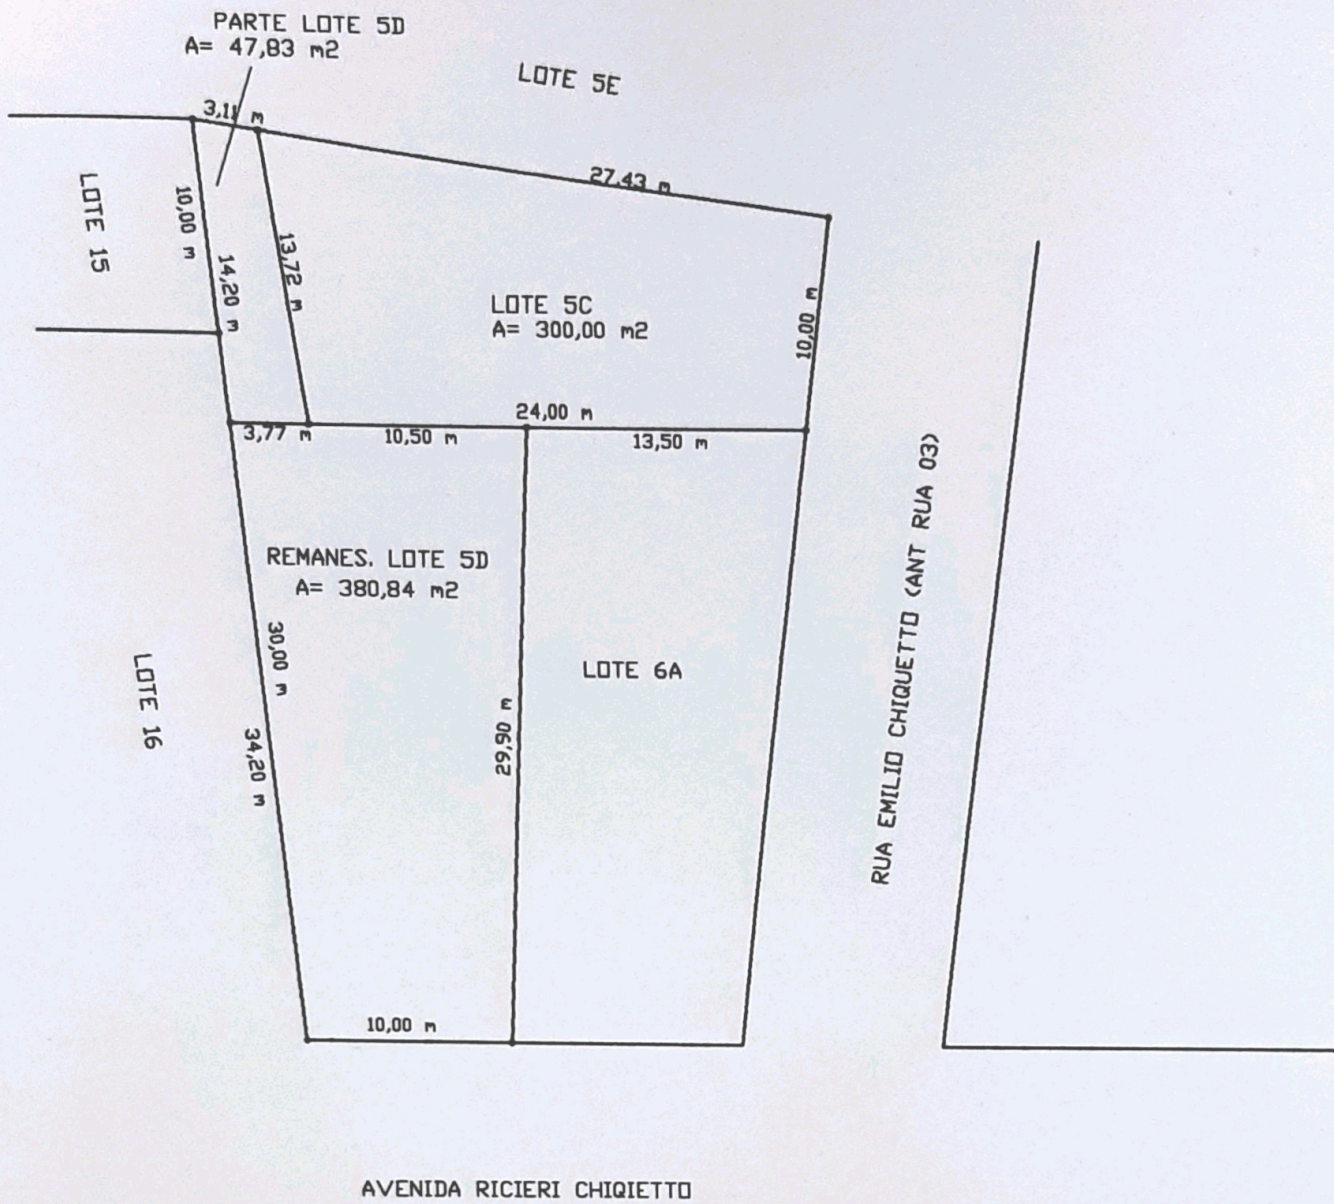 PARTE LOTE 5D
A= 47,83 m2
LOTE 5E
3,11 m
27,43 m
LOTE 15
10,00 m
14,20 m
13,72 m
LOTE 5C
A= 300,00 m2
10,00 m
24,00 m
3,77 m
10,50 m
13,50 m
REMANES. LOTE 5D
A= 380,84 m2
LOTE 16
30,00 m
34,20 m
29,90 m
LOTE 6A
RUA EMILIO CHIQUETTO (ANT RUA 03)
10,00 m
AVENIDA RICIERI CHIQIETTO